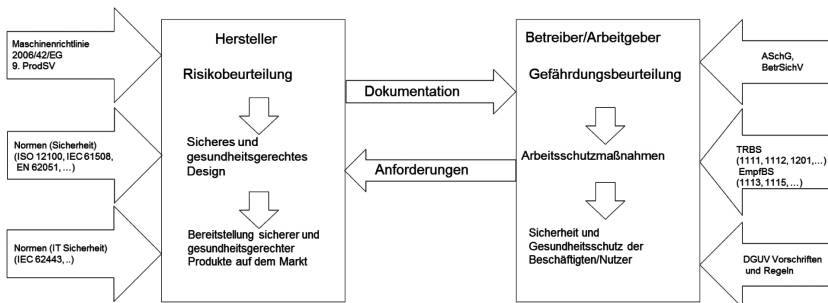 Maschinenrichtlinie
2006/42/EG
9. ProdSV
Normen (Sicherheit)
(ISO 12100, IEC 61508,
EN 62051, ...)
Normen (IT Sicherheit)
(IEC 62443, ..)
Hersteller
Risikobeurteilung
Sicheres und
gesundheitsgerechtes
Design
Bereitstellung sicherer und
gesundheitsgerechter
Produkte auf dem Markt
Dokumentation
Anforderungen
Betreiber/Arbeitgeber
Gefährdungsbeurteilung
Arbeitsschutzmaßnahmen
Sicherheit und
Gesundheitsschutz der
Beschäftigten/Nutzer
ASchG,
BetrSichV
TRBS
(1111, 1112, 1201,...)
EmpfBS
(1113, 1115, ...)
DGUV Vorschriften
und Regeln